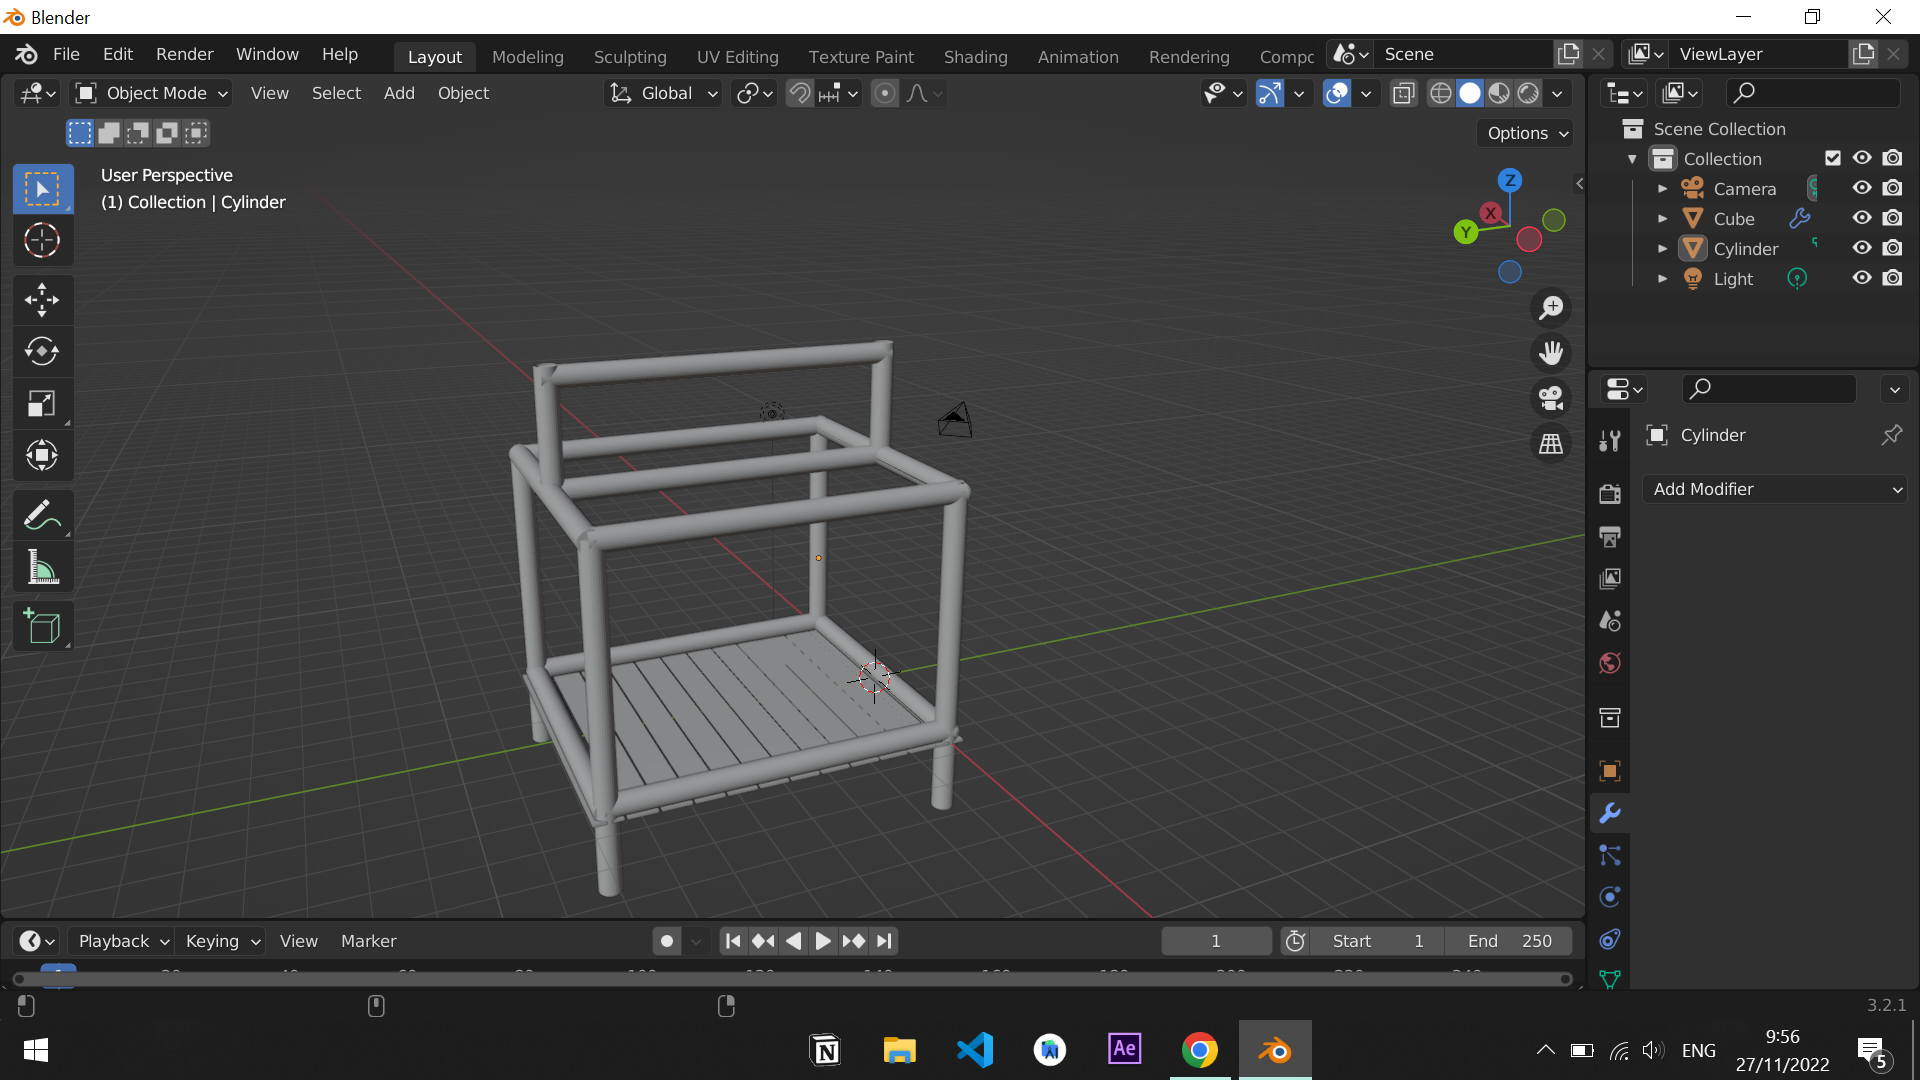 Blender
File Edit Render Window Help Layout Modeling Sculpting UV Editing Texture Paint Shading Animation Rendering Compc Scene ViewLayer
Object Mode View Select Add Object Global
Options
User Perspective
(1) Collection | Cylinder
Z
X
Y
Scene Collection
Collection
Camera
Cube
Cylinder
Light
Cylinder
Add Modifier
Playback Keying View Marker 1 Start 1 End 250
3.2.1
N Ae ENG 9:56
27/11/2022
5